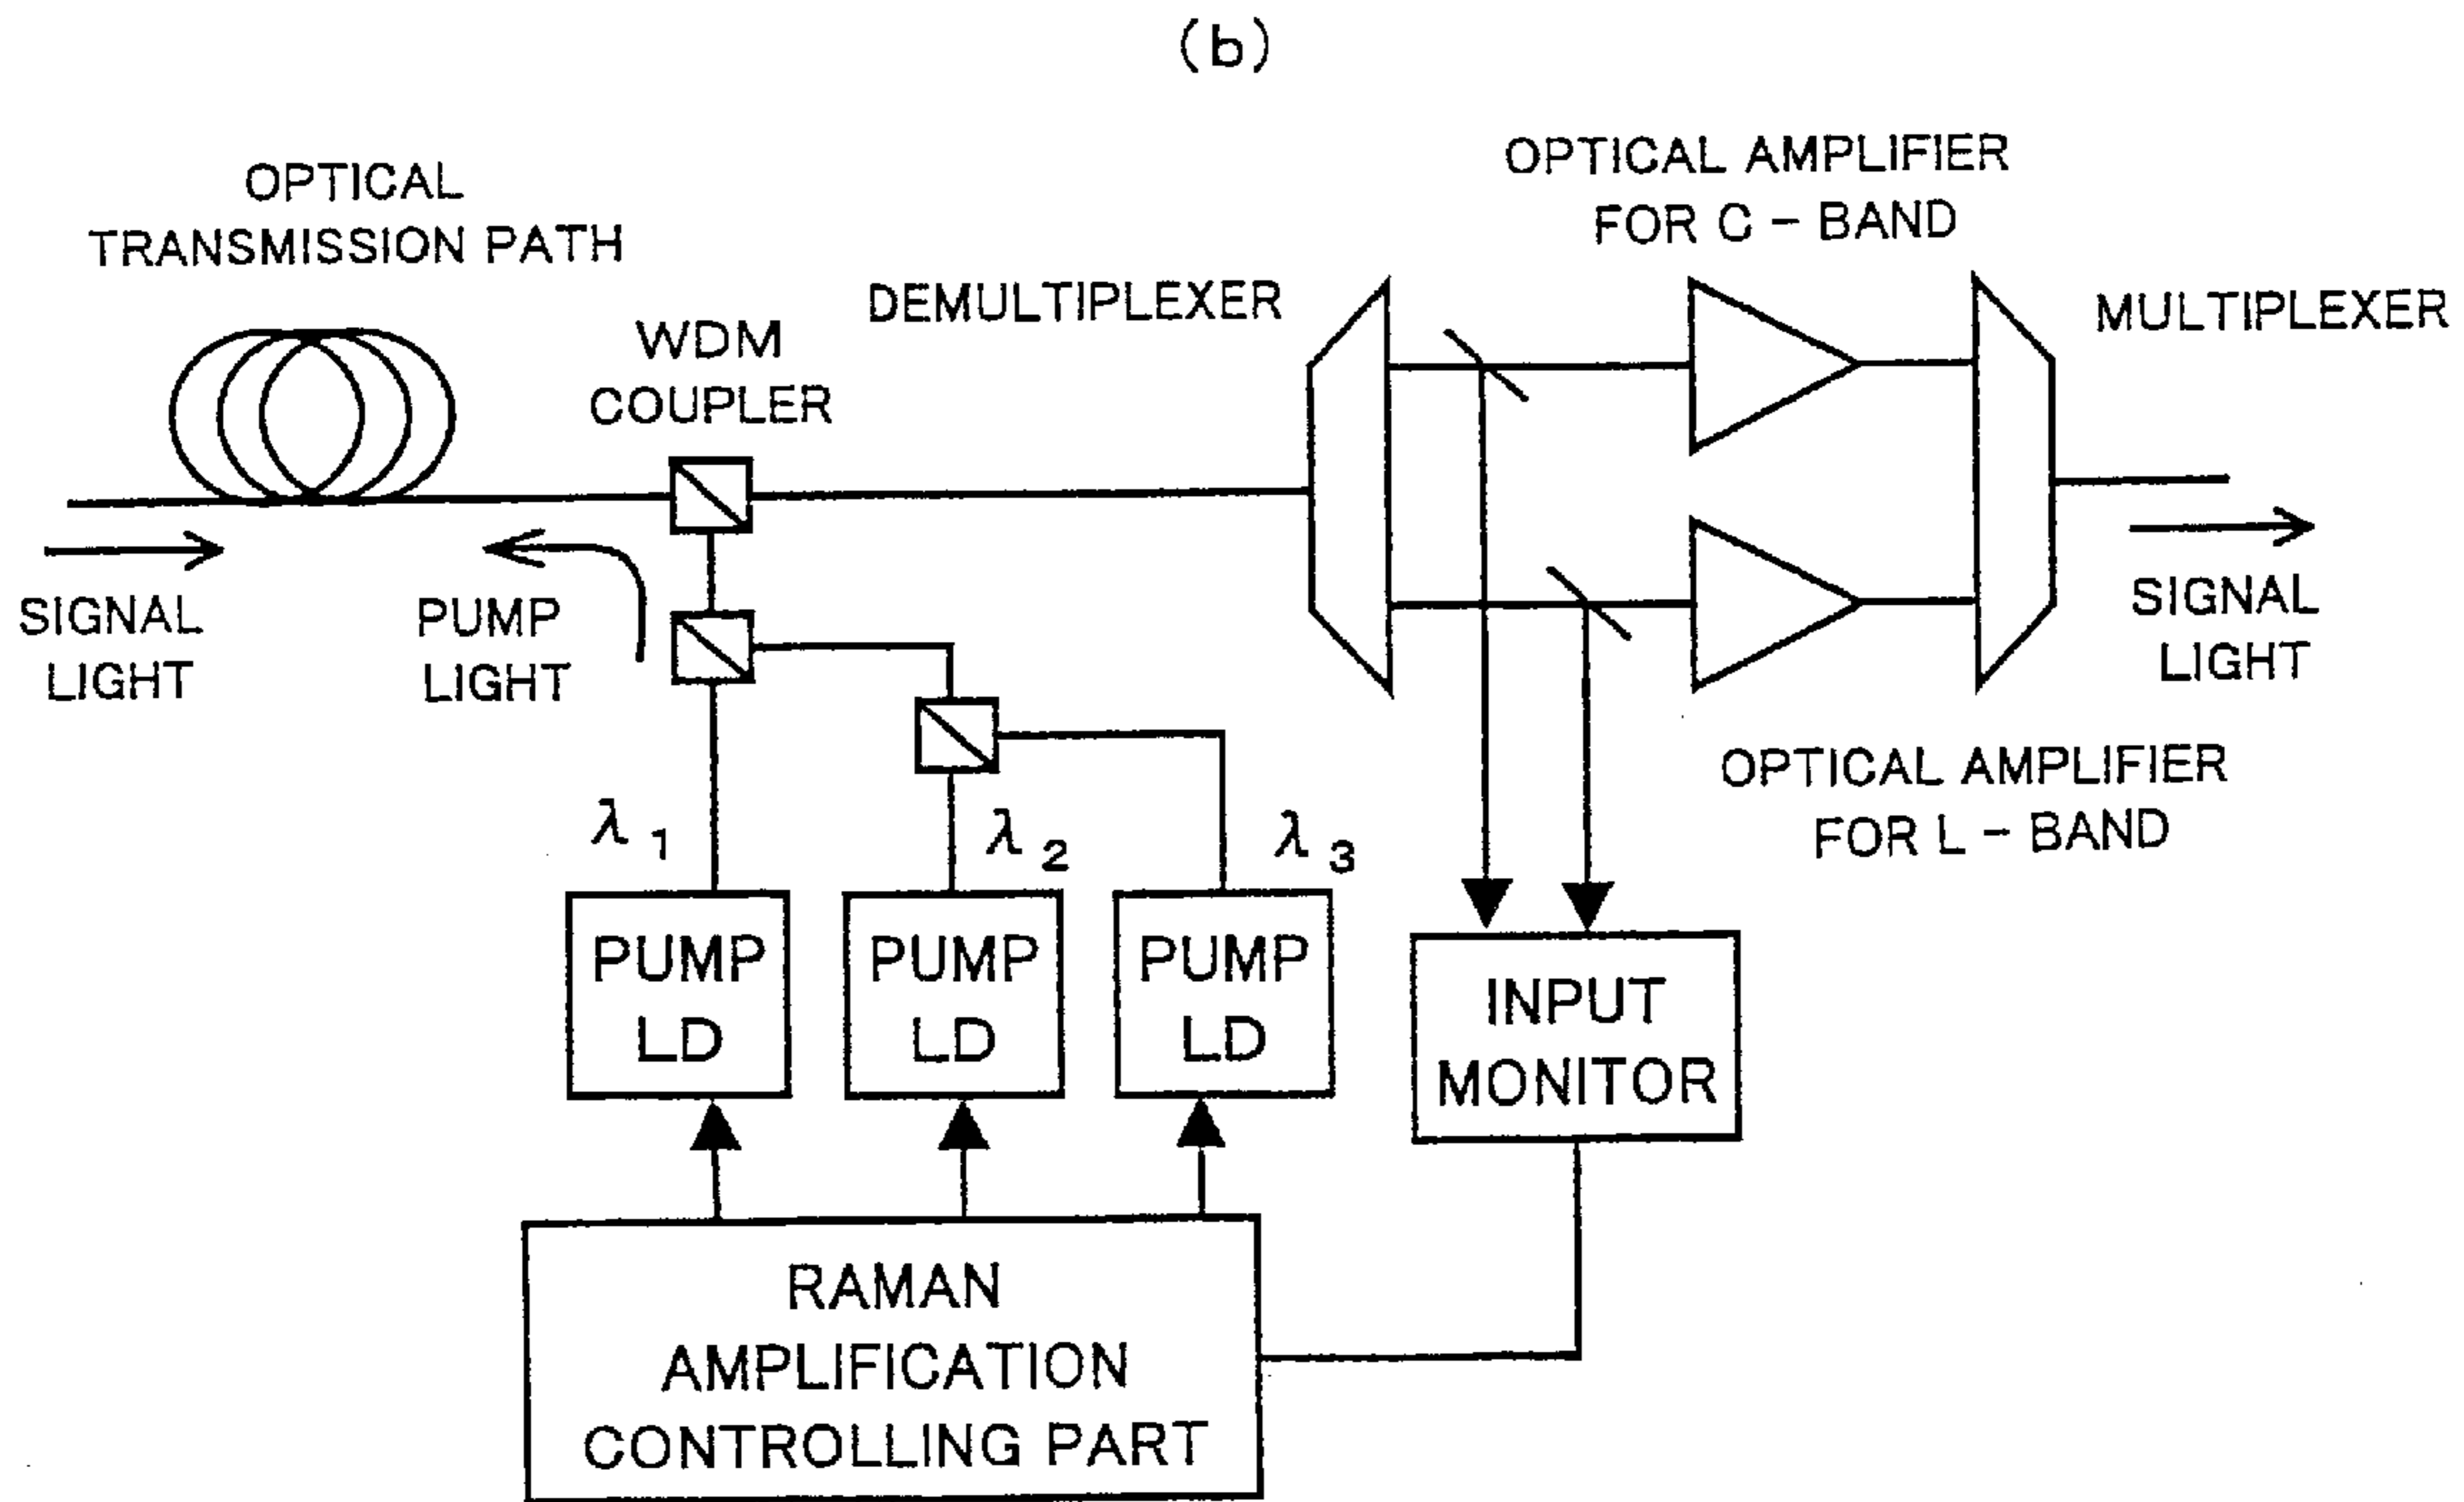 (b)
OPTICAL
TRANSMISSION PATH
WDM
COUPLER
DEMULTIPLEXER
OPTICAL AMPLIFIER
FOR C - BAND
MULTIPLEXER
SIGNAL
LIGHT
PUMP
LIGHT
SIGNAL
LIGHT
OPTICAL AMPLIFIER
FOR L - BAND
λ 1
λ 2
λ 3
PUMP
LD
PUMP
LD
PUMP
LD
INPUT
MONITOR
RAMAN
AMPLIFICATION
CONTROLLING PART